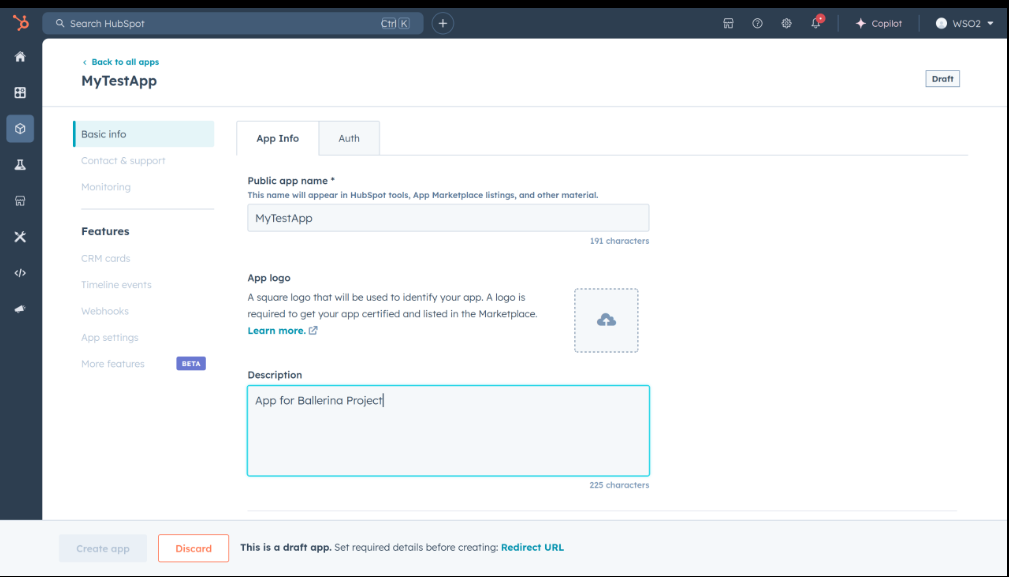 Search HubSpot
Ctrl K
Copilot
WSO2
Back to all apps
MyTestApp
Draft
Basic info
Contact & support
Monitoring
Features
CRM cards
Timeline events
Webhooks
App settings
More features
BETA
App Info
Auth
Public app name *
This name will appear in HubSpot tools, App Marketplace listings, and other material.
MyTestApp
191 characters
App logo
A square logo that will be used to identify your app. A logo is
required to get your app certified and listed in the Marketplace.
Learn more.
Description
App for Ballerina Project
225 characters
Create app
Discard
This is a draft app. Set required details before creating: Redirect URL